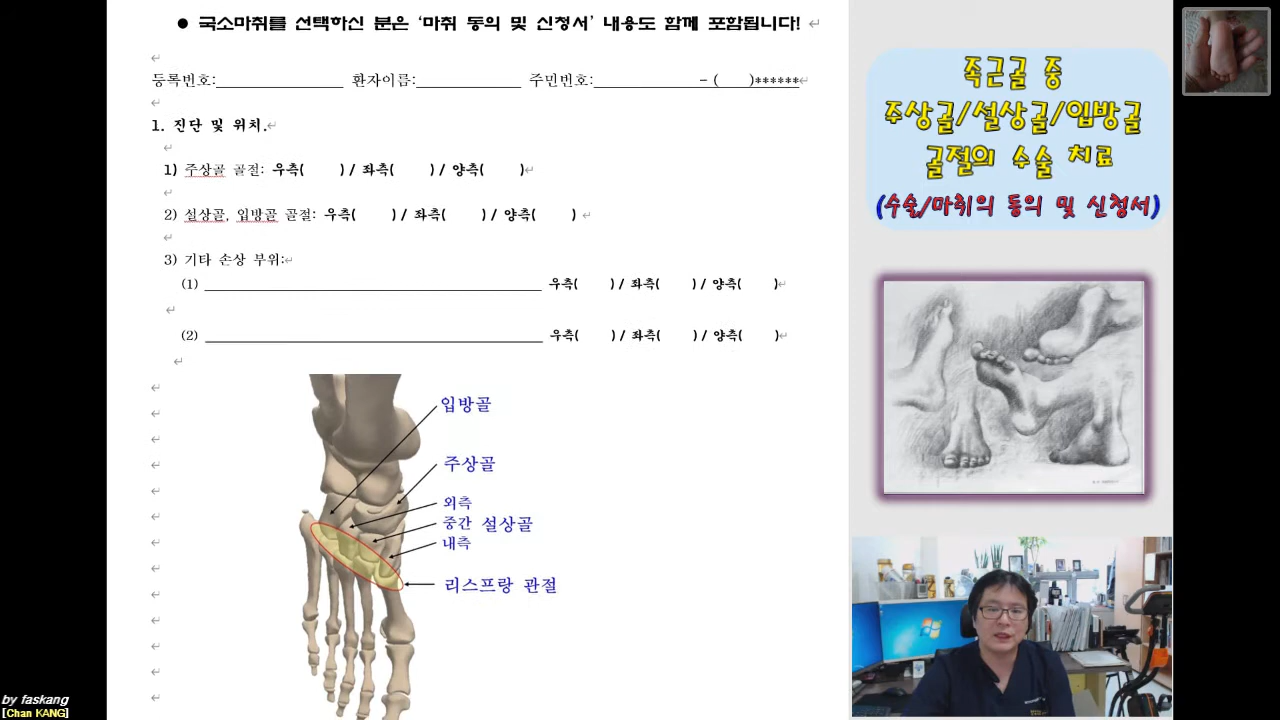 ● 국소마취를 선택하신 분은 ‘마취 동의 및 신청서’ 내용도 함께 포함됩니다!
등록번호:__________________ 환자이름:_______________ 주민번호:_______________ – (      )******
1. 진단 및 위치.
1) 주상골 골절: 우측(      ) / 좌측(      ) / 양측(      )
2) 설상골, 입방골 골절: 우측(      ) / 좌측(      ) / 양측(      )
3) 기타 손상 부위:
(1) ________________________________ 우측(      ) / 좌측(      ) / 양측(      )
(2) ________________________________ 우측(      ) / 좌측(      ) / 양측(      )
입방골
주상골
외측
중간 설상골
내측
리스프랑 관절
족근골 중
주상골/설상골/입방골
골절의 수술 치료
(수술/마취의 동의 및 신청서)
by faskang
[Chan KANG]